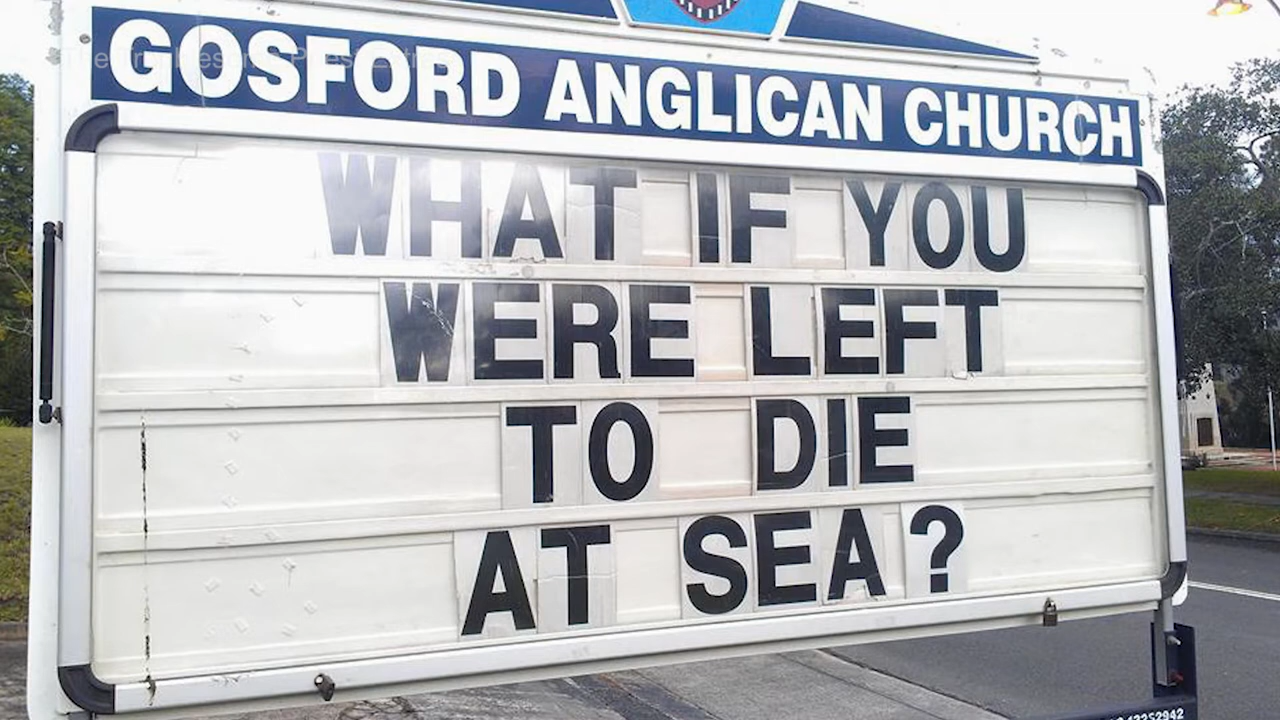 GOSFORD ANGLICAN CHURCH
WHAT IF YOU
WERE LEFT
TO DIE
AT SEA?